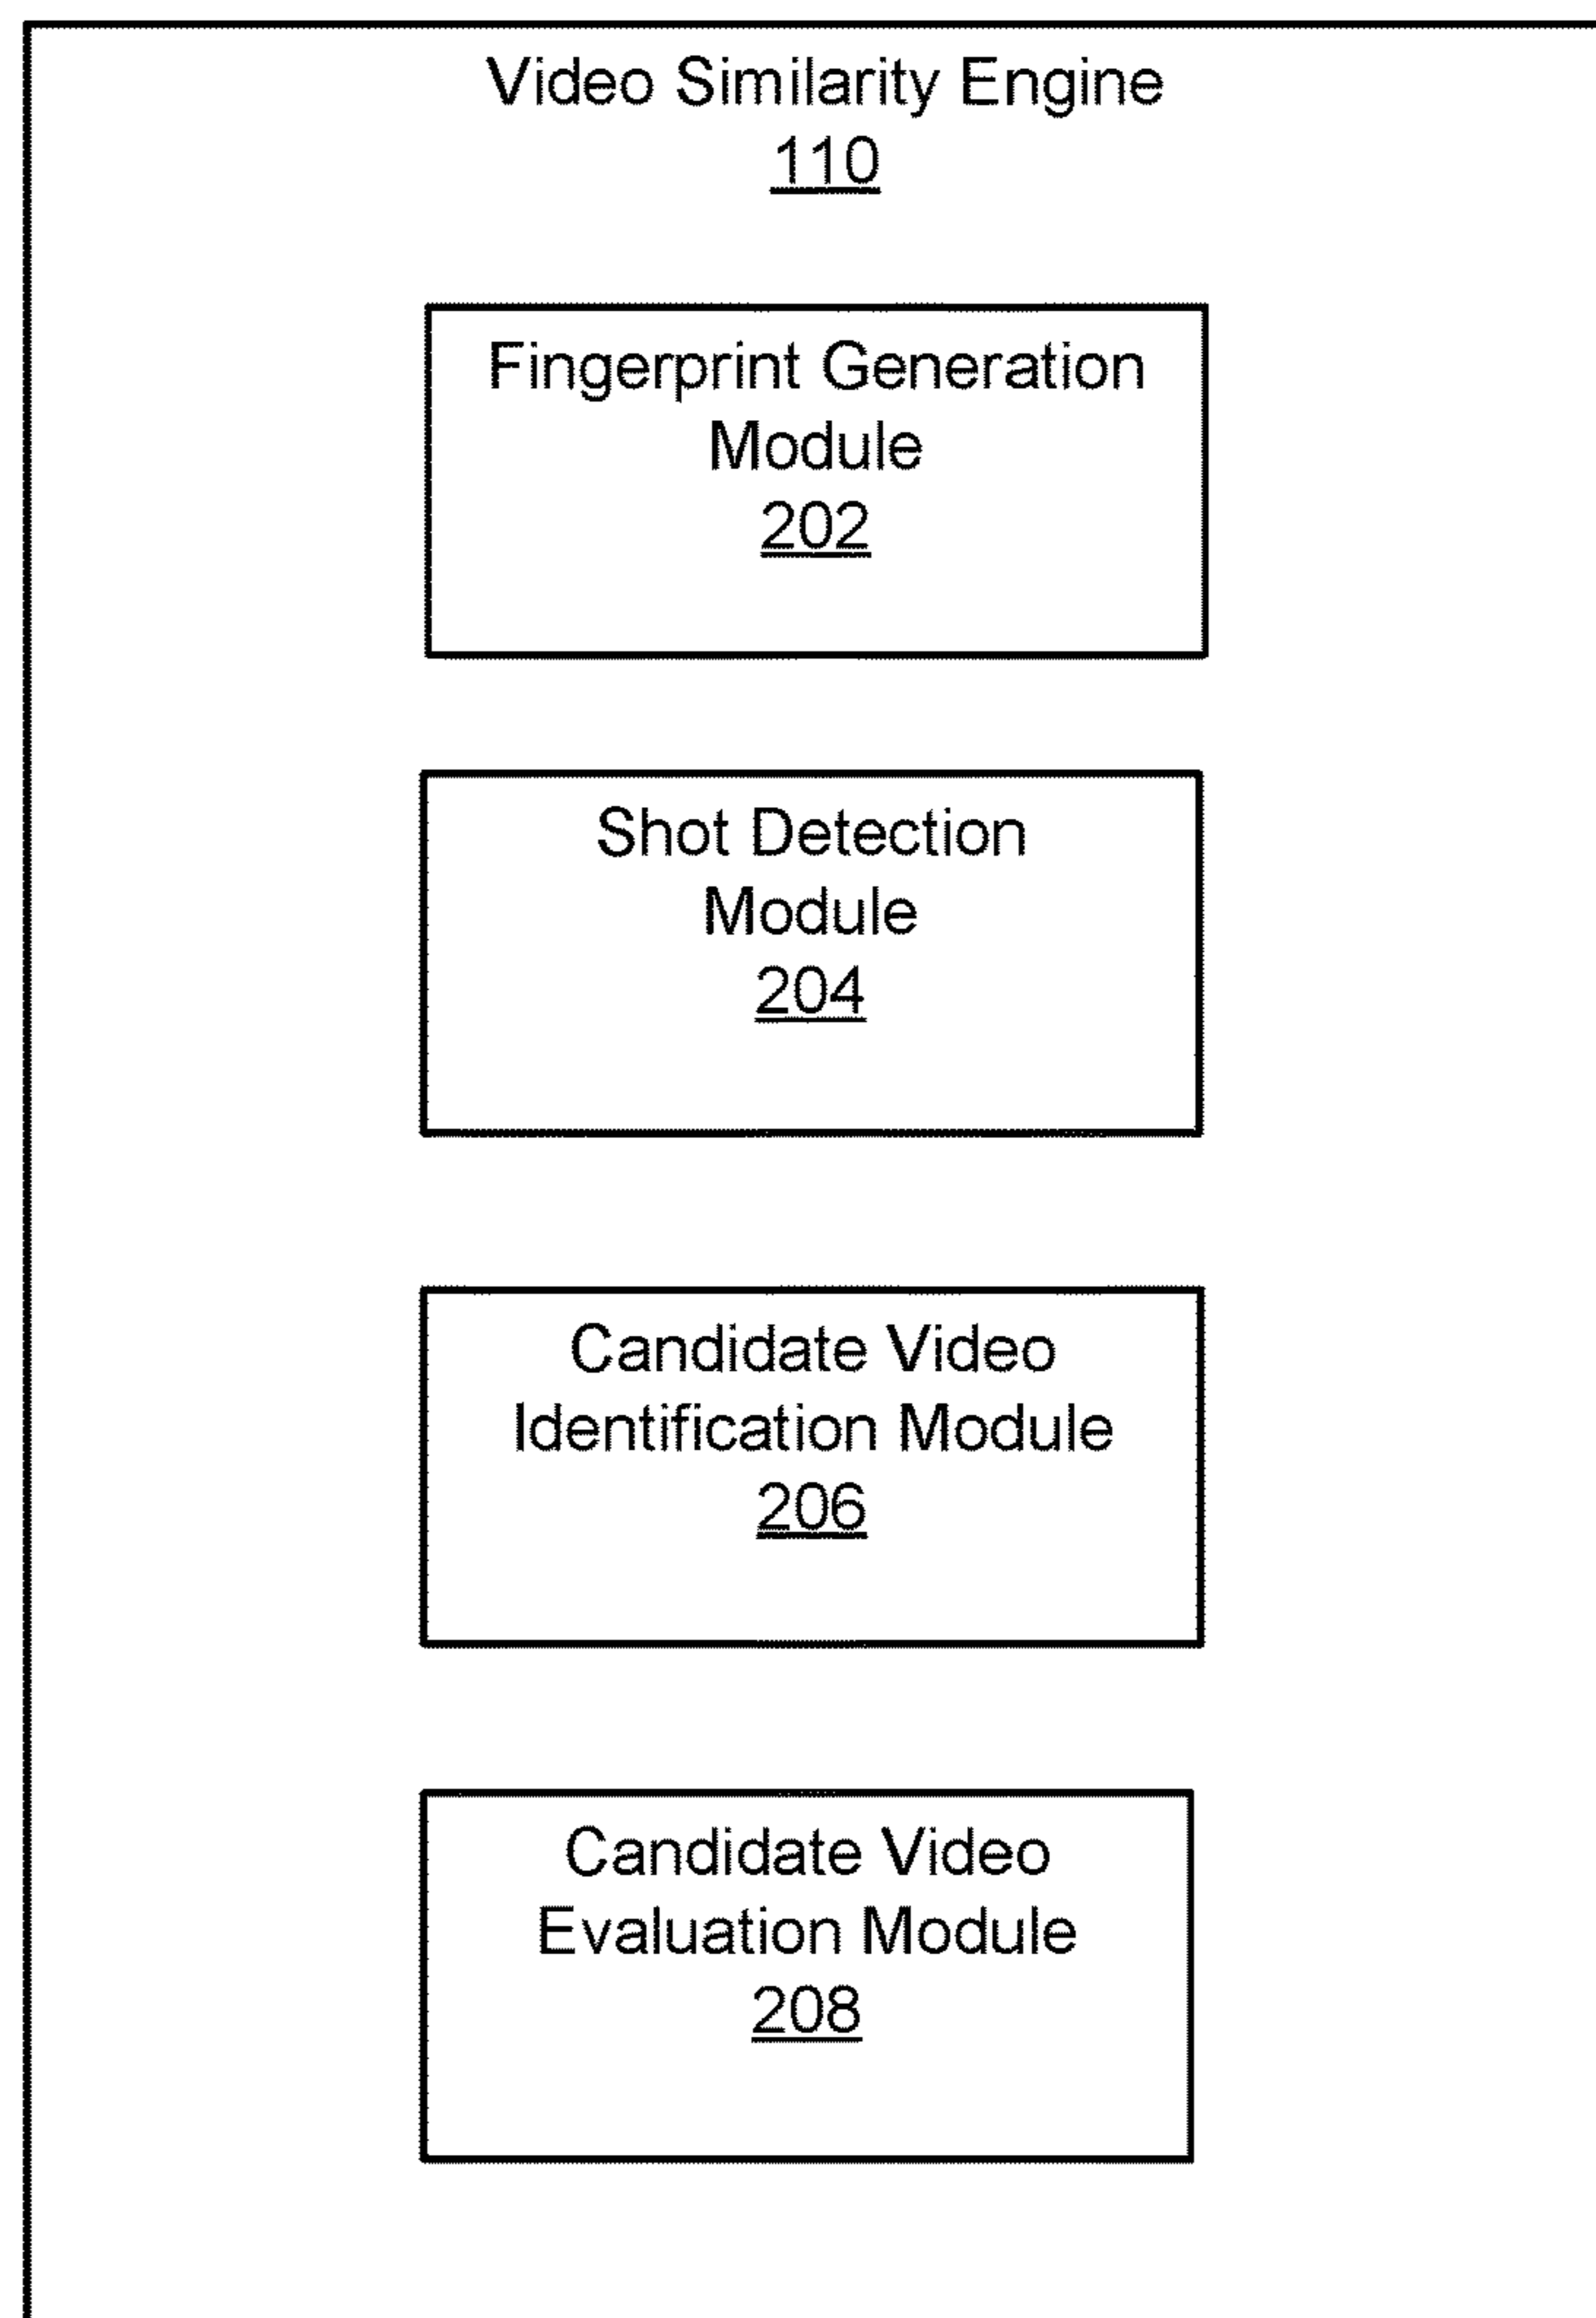 Video Similarity Engine
110
Fingerprint Generation
Module
202
Shot Detection
Module
204
Candidate Video
Identification Module
206
Candidate Video
Evaluation Module
208